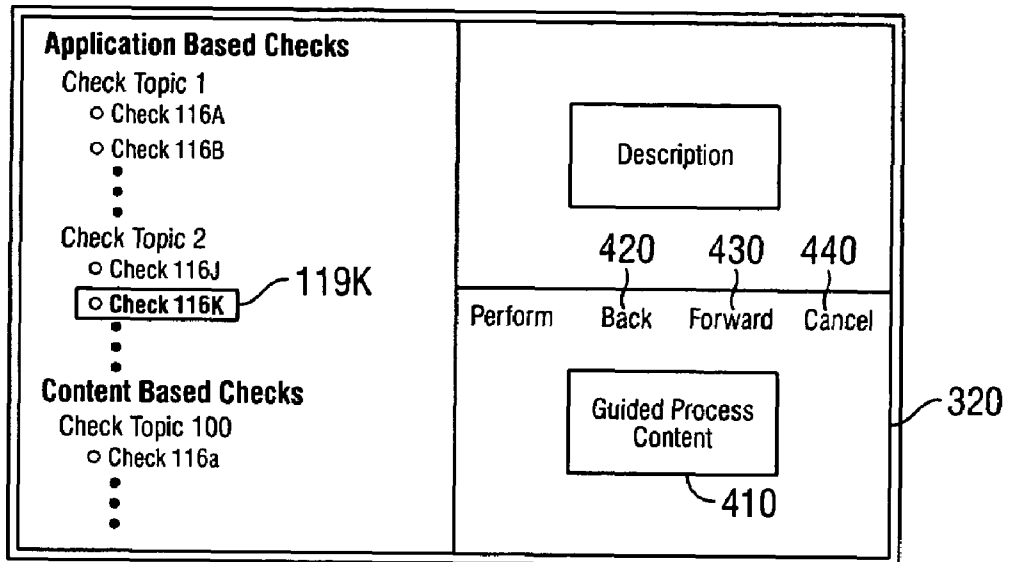 Application Based Checks
Check Topic 1
Check 116A
Check 116B
Check Topic 2
Check 116J
Check 116K
119K
Content Based Checks
Check Topic 100
Check 116a
Description
420 430 440
Perform Back Forward Cancel
Guided Process
Content
410
320